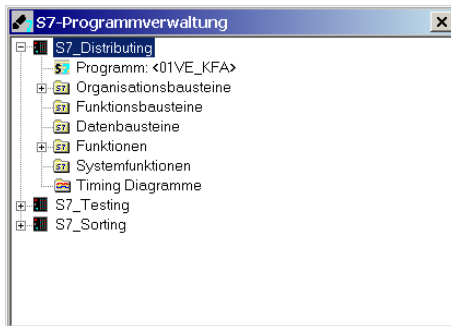 S7-Programmverwaltung
S7_Distributing
Programm: <01VE_KFA>
Organisationsbausteine
Funktionsbausteine
Datenbausteine
Funktionen
Systemfunktionen
Timing Diagramme
S7_Testing
S7_Sorting